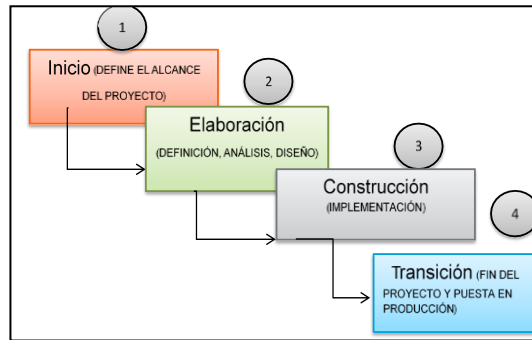 1
Inicio (DEFINE EL ALCANCE
DEL PROYECTO)
2
Elaboración
(DEFINICIÓN, ANÁLISIS, DISEÑO)
3
Construcción
(IMPLEMENTACIÓN)
4
Transición (FIN DEL
PROYECTO Y PUESTA EN
PRODUCCIÓN)